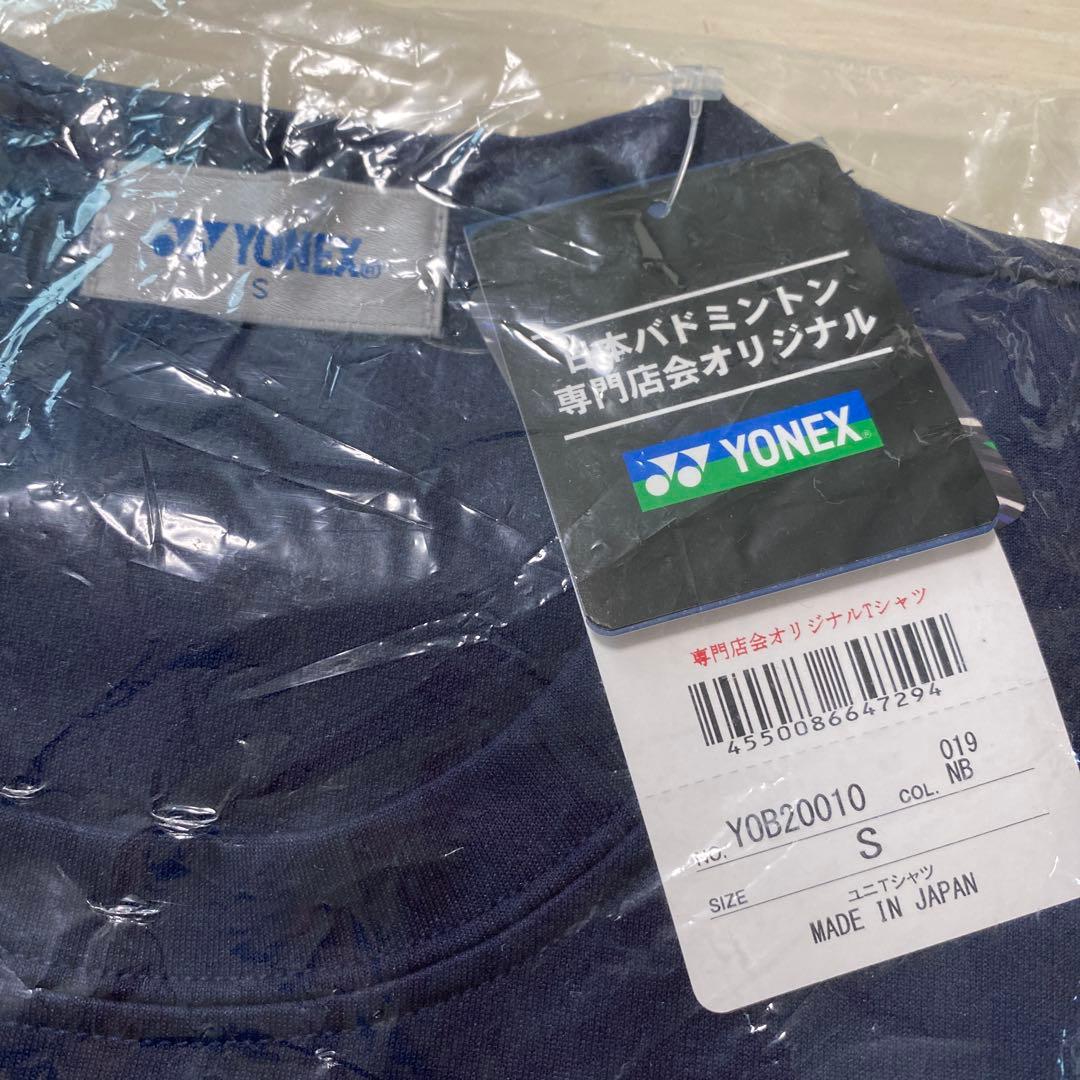 YONEX®
S
日本バドミントン
専門店会オリジナル
YONEX®
専門店会オリジナルTシャツ
4550086647294
NO. YOB20010 COL. 019 NB
SIZE S
ユニTシャツ
MADE IN JAPAN